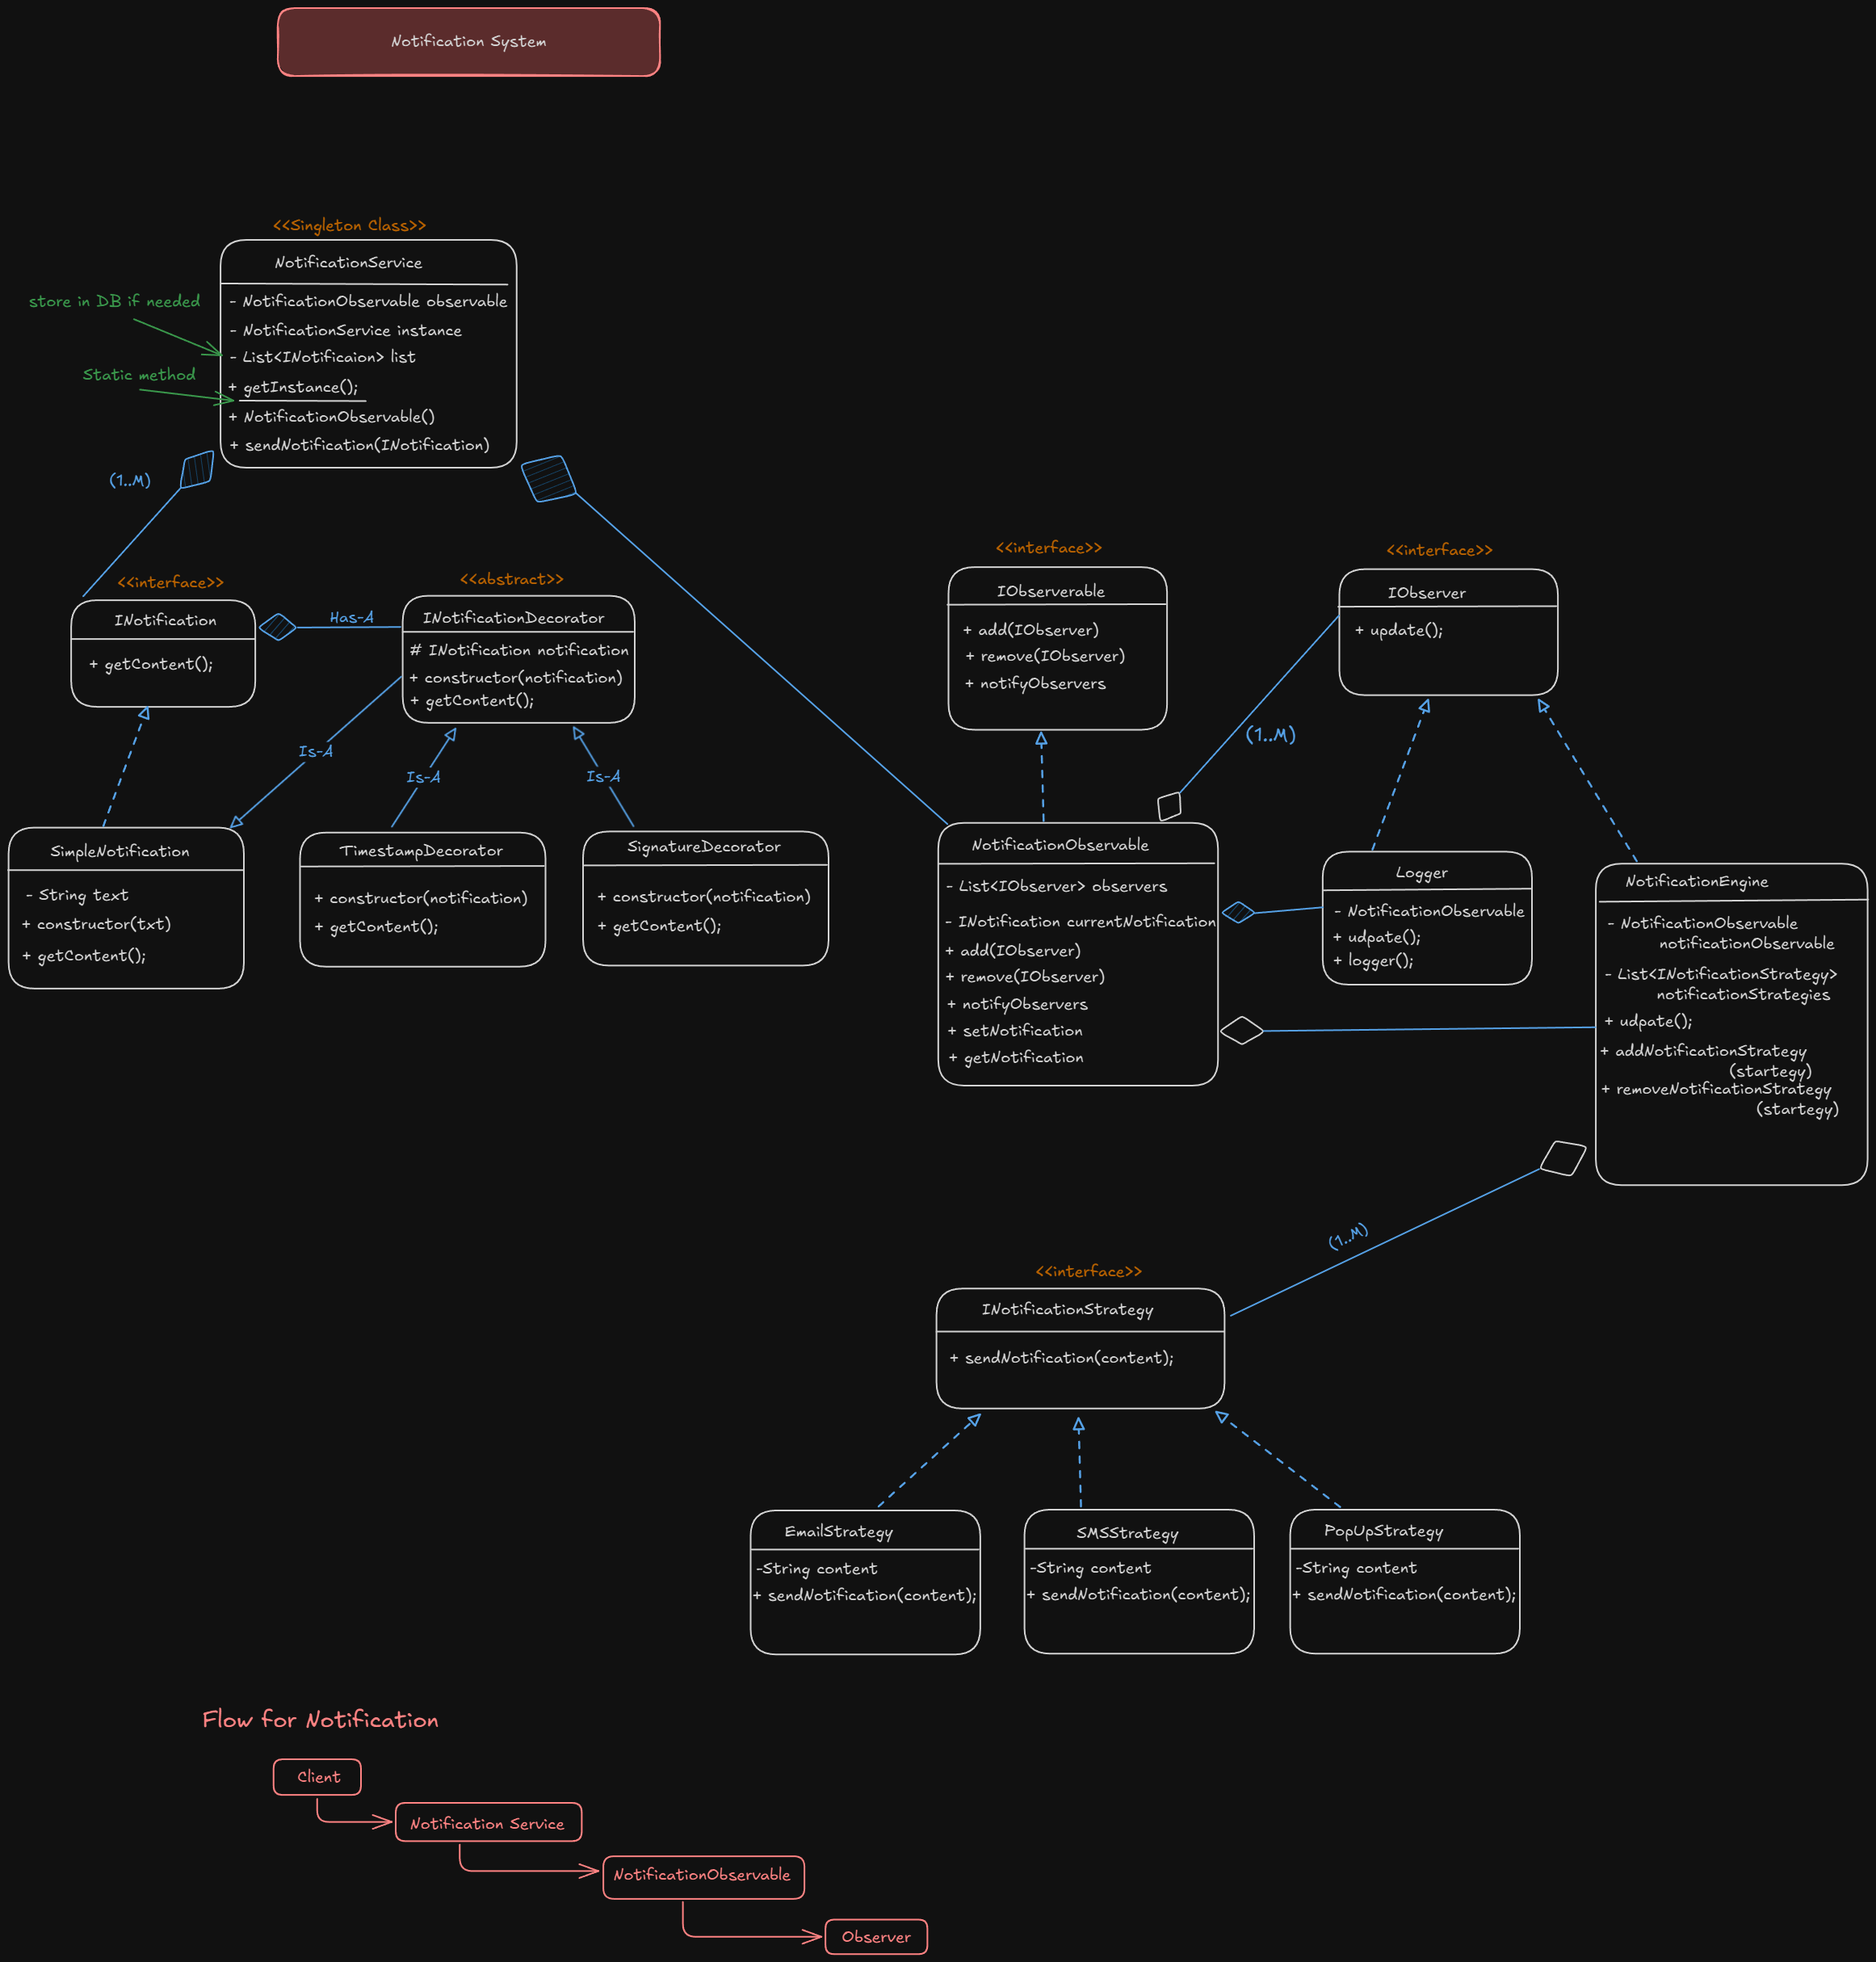 Notification System
<<Singleton Class>>
NotificationService
- NotificationObservable observable
- NotificationService instance
- List<INotificaion> list
+ getInstance();
+ NotificationObservable()
+ sendNotification(INotification)
store in DB if needed
Static method
(1..M)
<<interface>>
INotification
+ getContent();
Has-A
<<abstract>>
INotificationDecorator
# INotification notification
+ constructor(notification)
+ getContent();
Is-A
Is-A
Is-A
SimpleNotification
- String text
+ constructor(txt)
+ getContent();
TimestampDecorator
+ constructor(notification)
+ getContent();
SignatureDecorator
+ constructor(notification)
+ getContent();
<<interface>>
IObserverable
+ add(IObserver)
+ remove(IObserver)
+ notifyObservers
<<interface>>
IObserver
+ update();
(1..M)
NotificationObservable
- List<IObserver> observers
- INotification currentNotification
+ add(IObserver)
+ remove(IObserver)
+ notifyObservers
+ setNotification
+ getNotification
Logger
- NotificationObservable
+ udpate();
+ logger();
NotificationEngine
- NotificationObservable
notificationObservable
- List<INotificationStrategy>
notificationStrategies
+ udpate();
+ addNotificationStrategy
(startegy)
+ removeNotificationStrategy
(startegy)
(1..M)
<<interface>>
INotificationStrategy
+ sendNotification(content);
EmailStrategy
-String content
+ sendNotification(content);
SMSStrategy
-String content
+ sendNotification(content);
PopUpStrategy
-String content
+ sendNotification(content);
Flow for Notification
Client
Notification Service
NotificationObservable
Observer